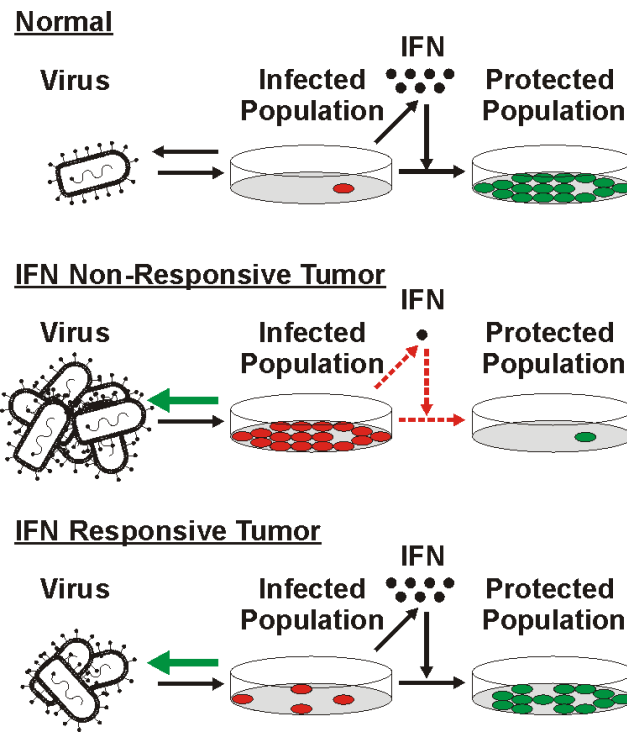 Normal
IFN
Virus
Infected
Population
Protected
Population
IFN Non-Responsive Tumor
IFN
Virus
Infected
Population
Protected
Population
IFN Responsive Tumor
IFN
Virus
Infected
Population
Protected
Population